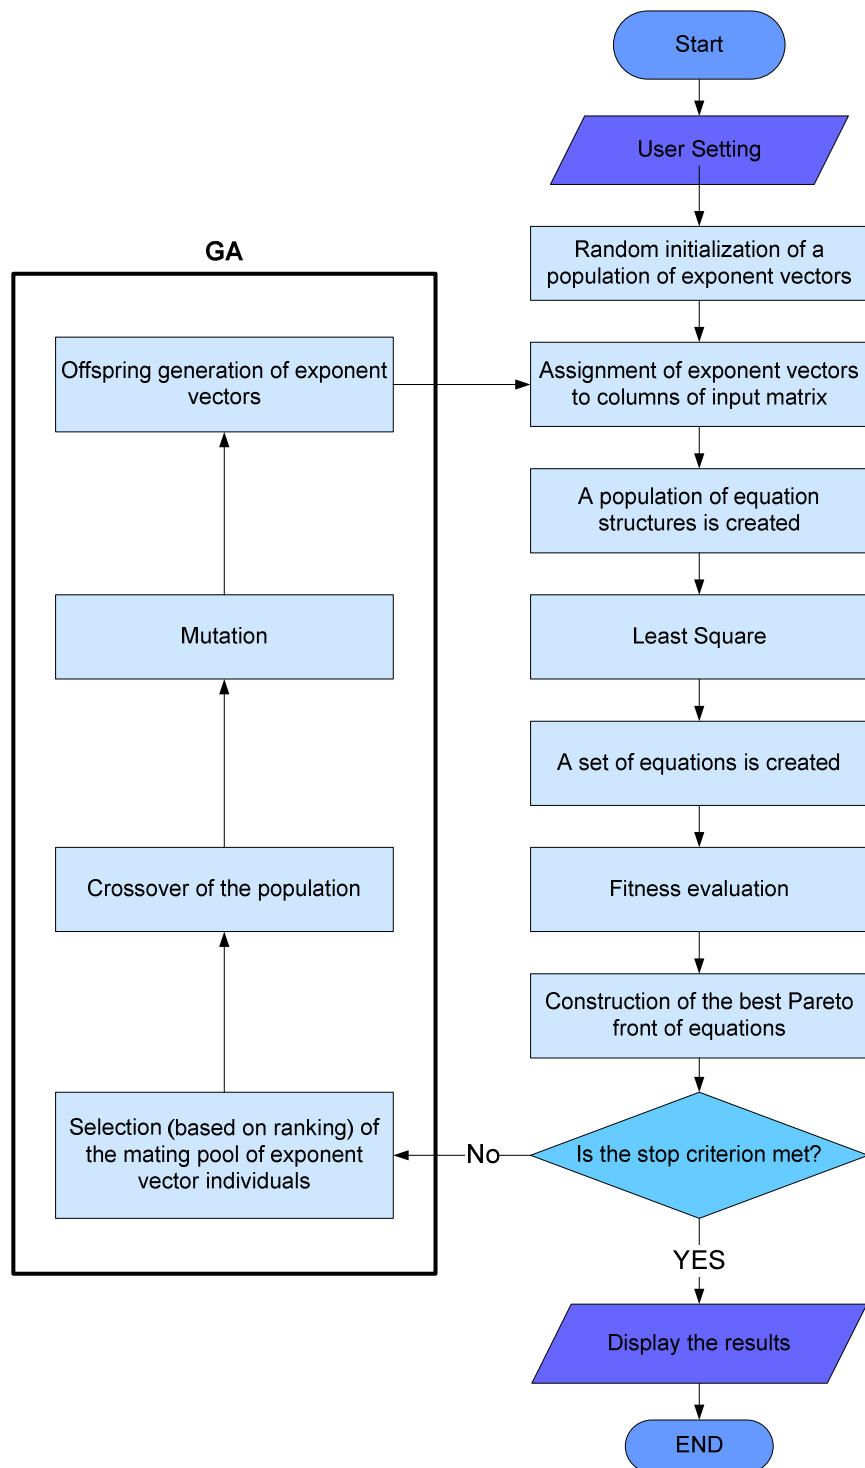 Start
User Setting
Random initialization of a
population of exponent vectors
Assignment of exponent vectors
to columns of input matrix
A population of equation
structures is created
Least Square
A set of equations is created
Fitness evaluation
Construction of the best Pareto
front of equations
Is the stop criterion met?
No
YES
Display the results
END
GA
Offspring generation of exponent
vectors
Mutation
Crossover of the population
Selection (based on ranking) of
the mating pool of exponent
vector individuals